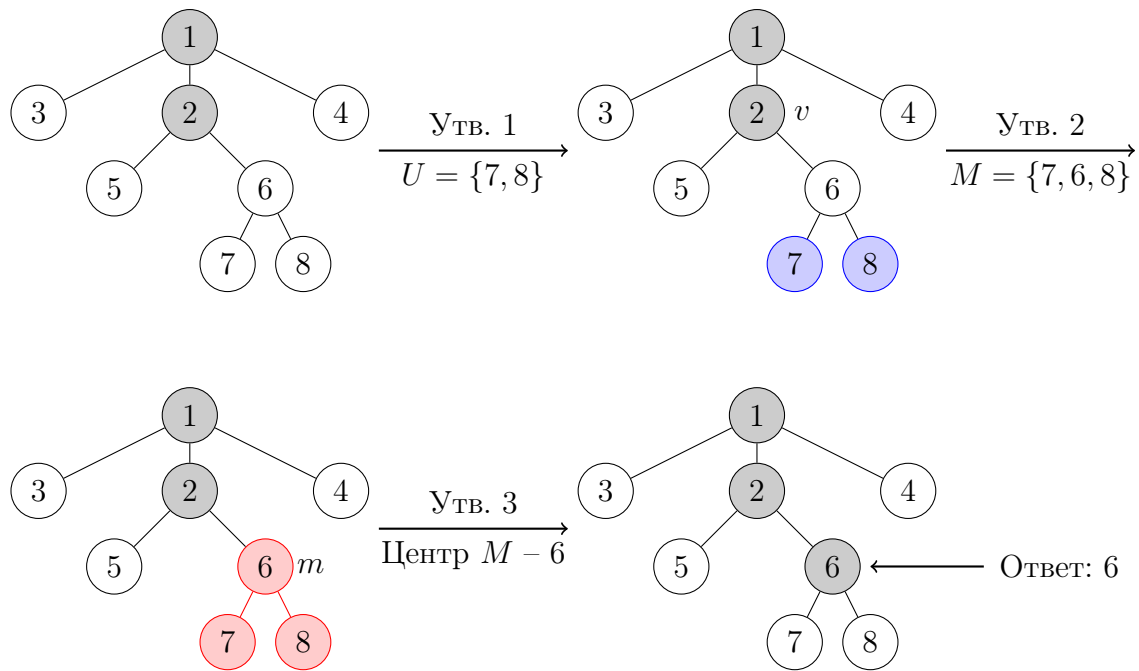 1
3 2 4
5 6
7 8
Утв. 1
U = {7, 8}
1
3 2 v 4
5 6
7 8
Утв. 2
M = {7, 6, 8}
1
3 2 4
5 6 m
7 8
Утв. 3
Центр M – 6
1
3 2 4
5 6
7 8
Ответ: 6